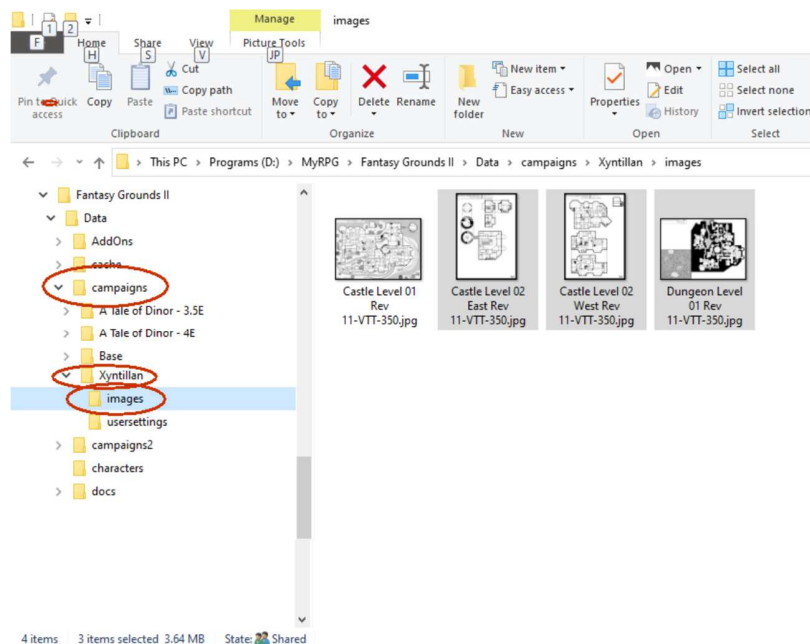 1
2
Manage
images
F
Home
Share
View
Picture Tools
H
S
V
JP
Pin to Quick access
Copy
Paste
Cut
Copy path
Paste shortcut
Move to
Copy to
Delete
Rename
New folder
New item
Easy access
Properties
Open
Edit
History
Select all
Select none
Invert selection
Clipboard
Organize
New
Open
Select
This PC > Programs (D:) > MyRPG > Fantasy Grounds II > Data > campaigns > Xyntillan > images
Fantasy Grounds II
Data
AddOns
cache
campaigns
A Tale of Dinor - 3.5E
A Tale of Dinor - 4E
Base
Xyntillan
images
usersettings
campaigns2
characters
docs
Castle Level 01
Rev
11-VTT-350.jpg
Castle Level 02
East Rev
11-VTT-350.jpg
Castle Level 02
West Rev
11-VTT-350.jpg
Dungeon Level
01 Rev
11-VTT-350.jpg
4 items
3 items selected 3.64 MB
State: Shared